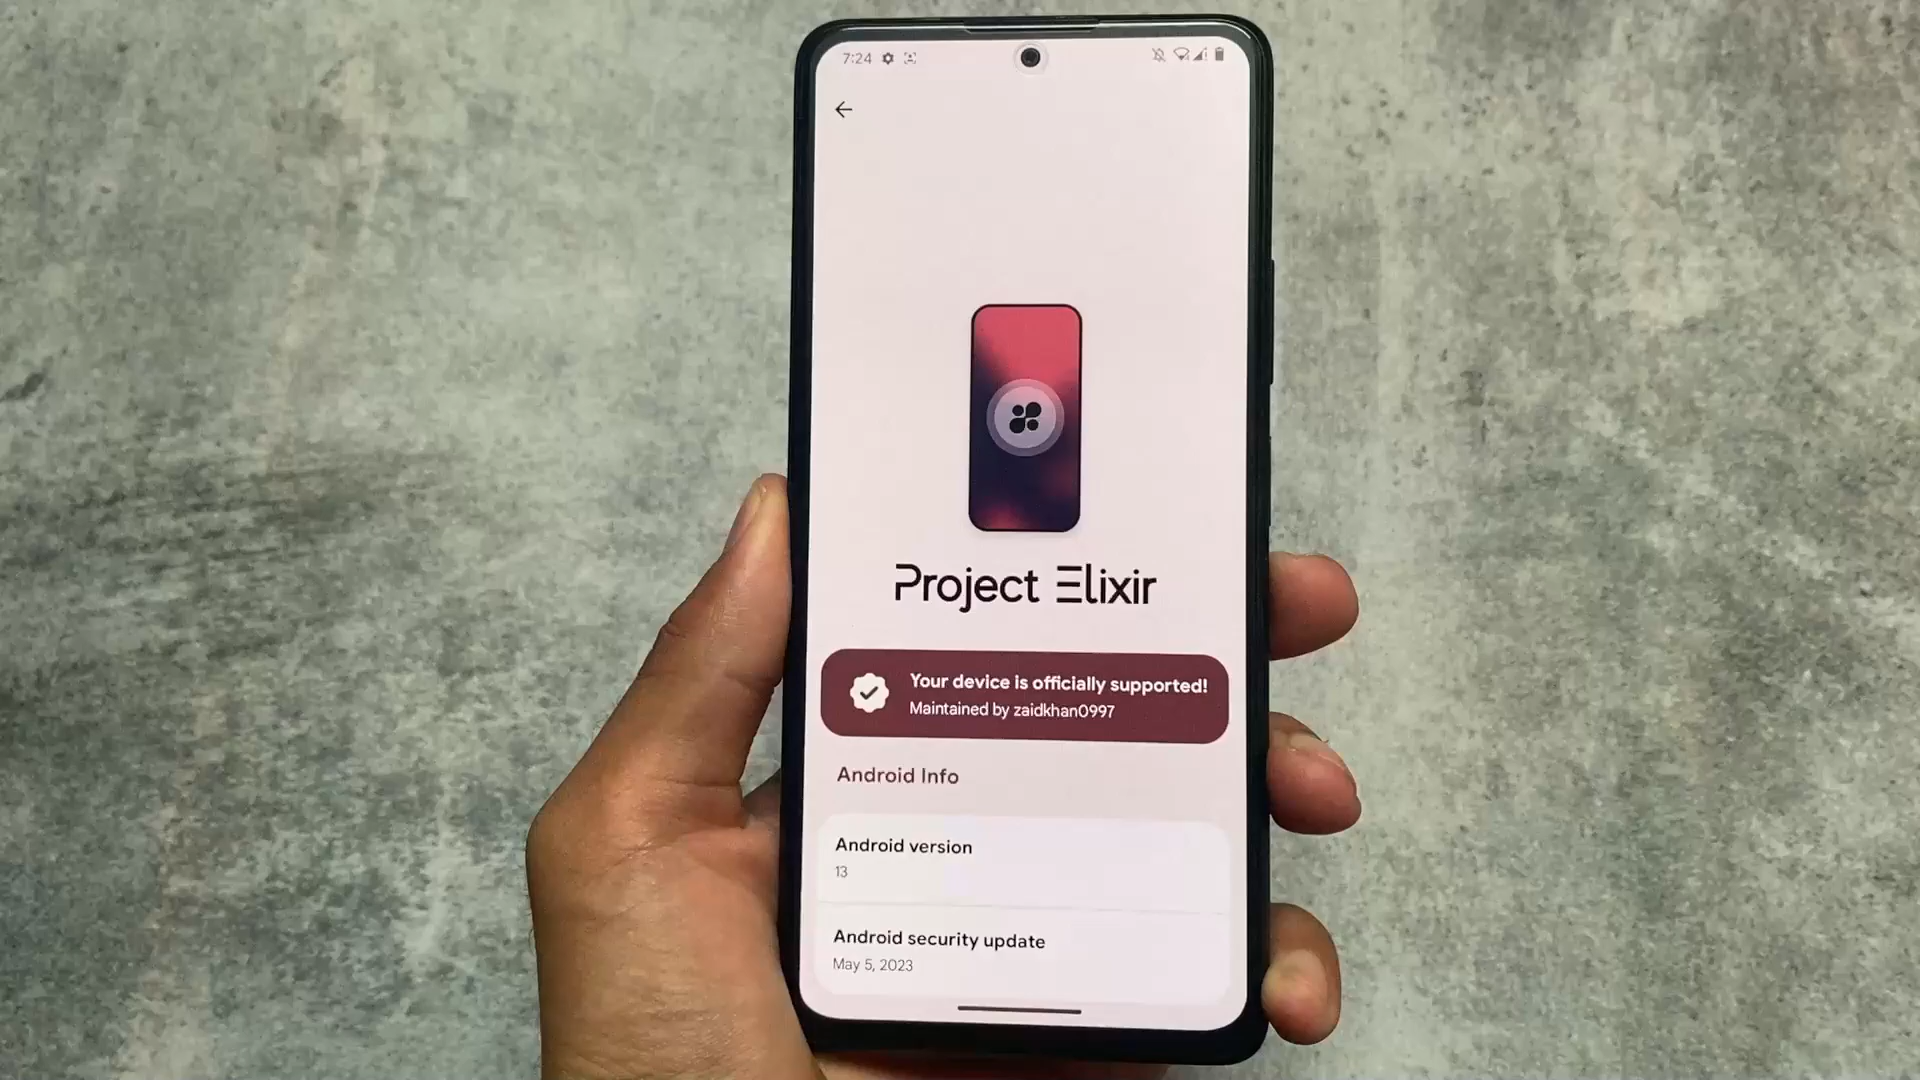 7:24
Project Elixir
Your device is officially supported!
Maintained by zaidkhan0997
Android Info
Android version
13
Android security update
May 5, 2023